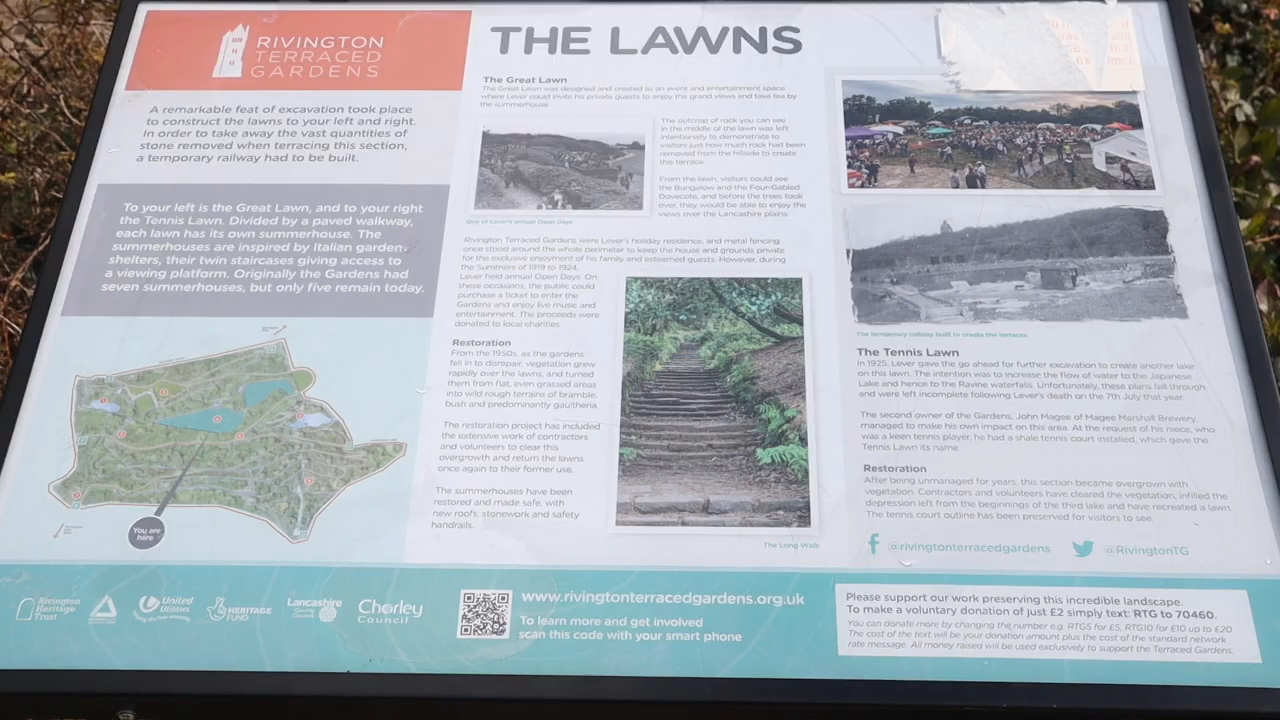 RIVINGTON
TERRACED
GARDENS
A remarkable feat of excavation took place
to construct the lawns to your left and right.
In order to take away the vast quantities of
stone removed when terracing this section,
a temporary railway had to be built.
To your left is the Great Lawn, and to your right
the Tennis Lawn. Divided by a paved walkway,
each lawn has its own summerhouse. The
summerhouses are inspired by Italian garden
shelters, their twin staircases giving access to
a viewing platform. Originally the Gardens had
seven summerhouses, but only five remain today.
You are
here
THE LAWNS
The Great Lawn
The Great Lawn was designed and created as an event and entertainment space
where Lever could invite his private guests to enjoy the grand views and take tea by
the summerhouse.
The outcrop of rock you can see
in the middle of the lawn was left
intentionally to demonstrate to
visitors just how much rock had been
removed from the hillside to create
this terrace.
From the lawn, visitors could see
the Bungalow and the Four-Gabled
Dovecote, and before the trees took
over, they would be able to enjoy the
views over the Lancashire plains.
One of Lever's annual Open Days
Rivington Terraced Gardens were Lever's holiday residence, and metal fencing
once stood around the whole perimeter to keep the house and grounds private
for the exclusive enjoyment of his family and esteemed guests. However, during
the Summers of 1919 to 1924,
Lever held annual Open Days. On
these occasions, the public could
purchase a ticket to enter the
Gardens and enjoy live music and
entertainment. The proceeds were
donated to local charities.
Restoration
From the 1950s, as the gardens
fell in to disrepair, vegetation grew
rapidly over the lawns, and turned
them from flat, even grassed areas
into wild rough terrains of bramble,
bush and predominantly gaultheria.
The restoration project has included
the extensive work of contractors
and volunteers to clear this
overgrowth and return the lawns
once again to their former use.
The summerhouses have been
restored and made safe, with
new roofs, stonework and safety
handrails.
The Long Walk
The temporary railway built to create the terraces
The Tennis Lawn
In 1925, Lever gave the go ahead for further excavation to create another lake
on this lawn. The intention was to increase the flow of water to the Japanese
Lake and hence to the Ravine waterfalls. Unfortunately, these plans fell through
and were left incomplete following Lever's death on the 7th July that year.
The second owner of the Gardens, John Magee of Magee Marshall Brewery,
managed to make his own impact on this area. At the request of his niece, who
was a keen tennis player, he had a shale tennis court installed, which gave the
Tennis Lawn its name.
Restoration
After being unmanaged for years, this section became overgrown with
vegetation. Contractors and volunteers have cleared the vegetation, infilled the
depression left from the beginnings of the third lake and have recreated a lawn.
The tennis court outline has been preserved for visitors to see.
@rivingtonterracedgardens @RivingtonTG
Rivington
Heritage
Trust
United
Utilities
HERITAGE
FUND
Lancashire
County
Council
Chorley
Council
www.rivingtonterracedgardens.org.uk
To learn more and get involved
scan this code with your smart phone
Please support our work preserving this incredible landscape.
To make a voluntary donation of just £2 simply text: RTG to 70460.
You can donate more by changing the number e.g. RTG5 for £5, RTG10 for £10 up to £20
The cost of the text will be your donation amount plus the cost of the standard network
rate message. All money raised will be used exclusively to support the Terraced Gardens.